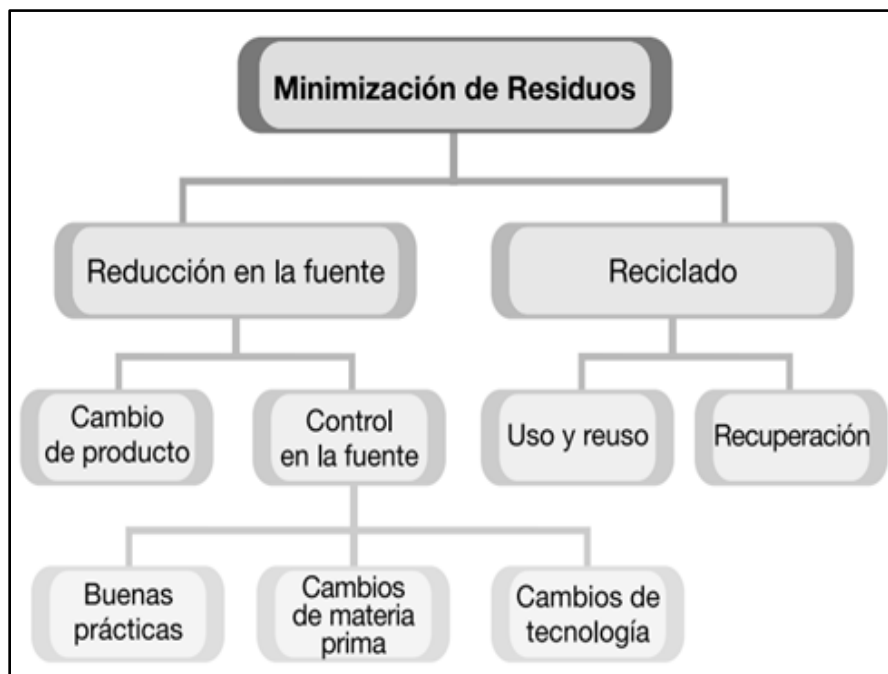 Minimización de Residuos
Reducción en la fuente
Reciclado
Cambio
de producto
Control
en la fuente
Uso y reuso
Recuperación
Buenas
prácticas
Cambios
de materia
prima
Cambios de
tecnología